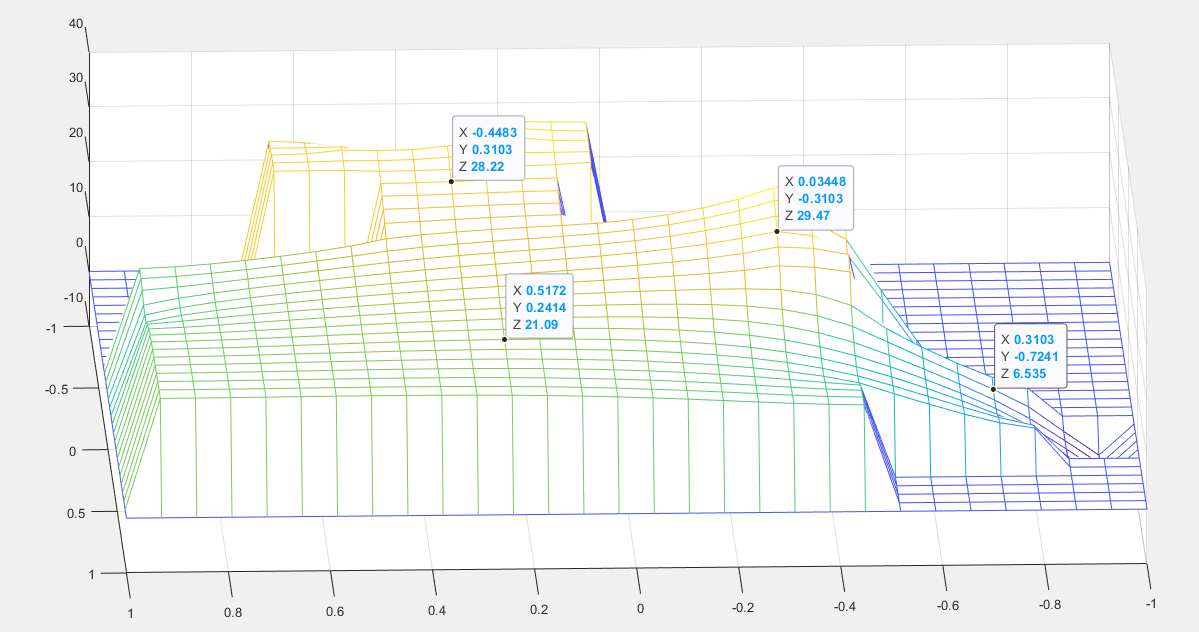 40
30
20
10
0
-10
-1
-0.5
0
0.5
1
X -0.4483
Y 0.3103
Z 28.22
X 0.03448
Y -0.3103
Z 29.47
X 0.5172
Y 0.2414
Z 21.09
X 0.3103
Y -0.7241
Z 6.535
1
0.8
0.6
0.4
0.2
0
-0.2
-0.4
-0.6
-0.8
-1